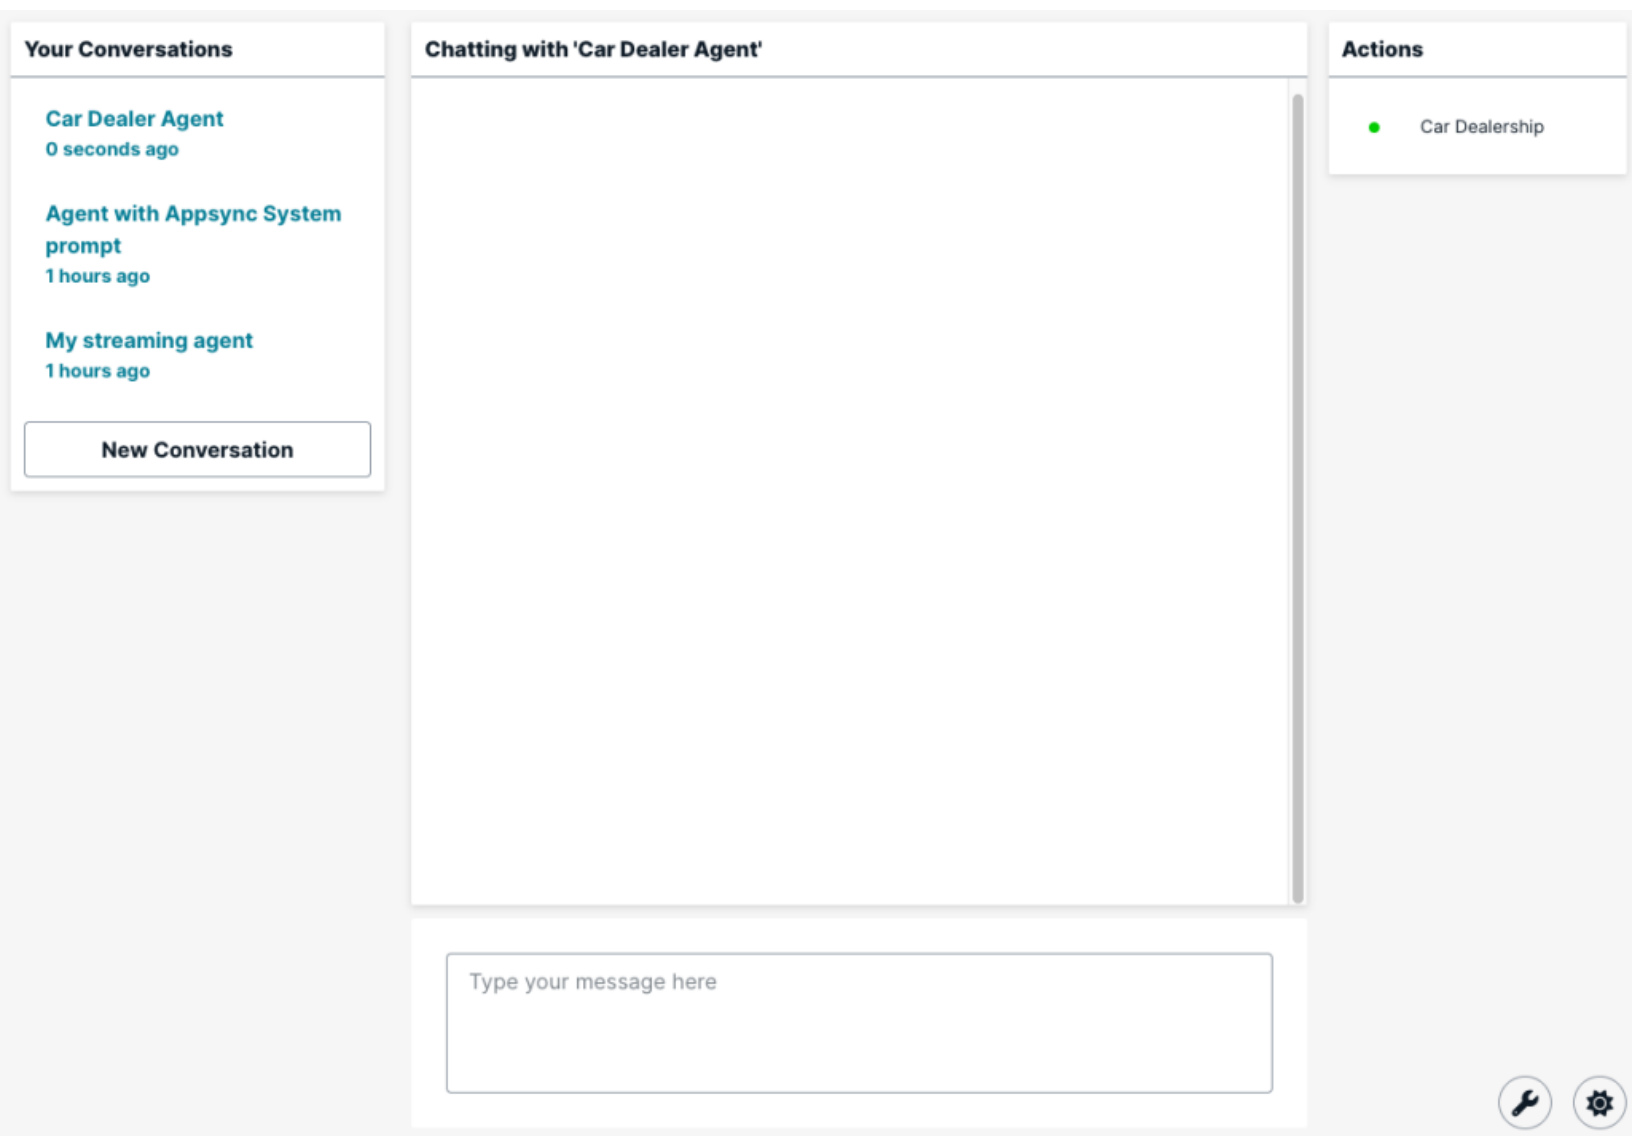 Your Conversations
Car Dealer Agent
0 seconds ago
Agent with Appsync System
prompt
1 hours ago
My streaming agent
1 hours ago
New Conversation
Chatting with 'Car Dealer Agent'
Type your message here
Actions
Car Dealership